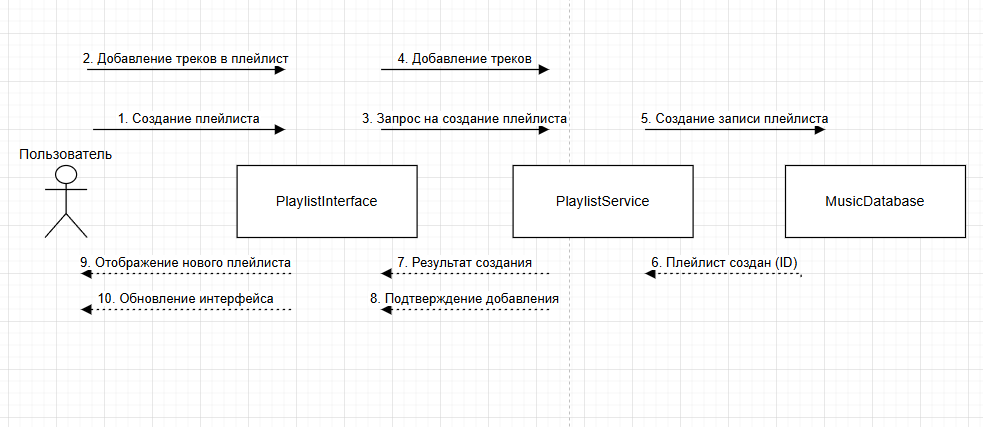 2. Добавление треков в плейлист
4. Добавление треков
1. Создание плейлиста
3. Запрос на создание плейлиста
5. Создание записи плейлиста
Пользователь
PlaylistInterface
PlaylistService
MusicDatabase
9. Отображение нового плейлиста
7. Результат создания
6. Плейлист создан (ID)
10. Обновление интерфейса
8. Подтверждение добавления